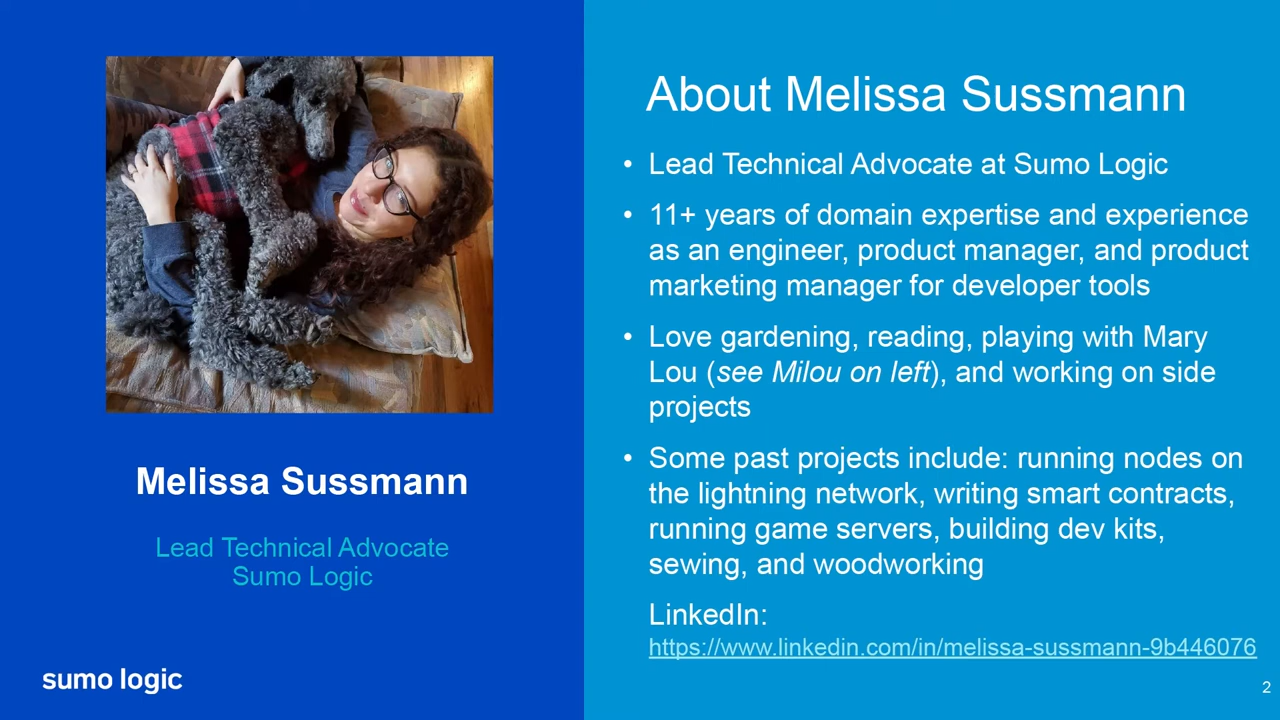 Melissa Sussmann
Lead Technical Advocate
Sumo Logic
sumo logic
About Melissa Sussmann
• Lead Technical Advocate at Sumo Logic
• 11+ years of domain expertise and experience
as an engineer, product manager, and product
marketing manager for developer tools
• Love gardening, reading, playing with Mary
Lou (see Milou on left), and working on side
projects
• Some past projects include: running nodes on
the lightning network, writing smart contracts,
running game servers, building dev kits,
sewing, and woodworking
LinkedIn:
https://www.linkedin.com/in/melissa-sussmann-9b446076
2